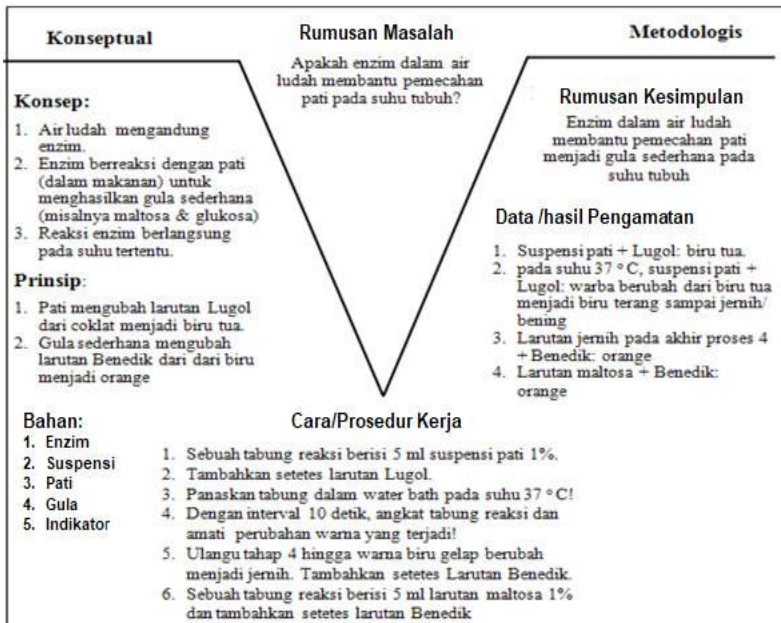 Konseptual
Konsep:
1. Air ludah mengandung
enzim.
2. Enzim berreaksi dengan pati
(dalam makanan) untuk
menghasilkan gula sederhana
(misalnya maltosa & glukosa)
3. Reaksi enzim berlangsung
pada suhu tertentu.
Prinsip:
1. Pati mengubah larutan Lugol
dari coklat menjadi biru tua.
2. Gula sederhana mengubah
larutan Benedik dari dari biru
menjadi orange
Rumusan Masalah
Apakah enzim dalam air
ludah membantu pemecahan
pati pada suhu tubuh?
Metodologis
Rumusan Kesimpulan
Enzim dalam air ludah
membantu pemecahan pati
menjadi gula sederhana pada
suhu tubuh
Data /hasil Pengamatan
1. Suspensi pati + Lugol: biru tua.
2. pada suhu 37 °C, suspensi pati +
Lugol: warba berubah dari biru tua
menjadi biru terang sampai jernih/
bening
3. Larutan jernih pada akhir proses 4
+ Benedik: orange
4. Larutan maltosa + Benedik:
orange
Bahan:
1. Enzim
2. Suspensi
3. Pati
4. Gula
5. Indikator
Cara/Prosedur Kerja
1. Sebuah tabung reaksi berisi 5 ml suspensi pati 1%.
2. Tambahkan setetes larutan Lugol.
3. Panaskan tabung dalam water bath pada suhu 37 °C!
4. Dengan interval 10 detik, angkat tabung reaksi dan
amati perubahan warna yang terjadi!
5. Ulangu tahap 4 hingga warna biru gelap berubah
menjadi jernih. Tambahkan setetes Larutan Benedik.
6. Sebuah tabung reaksi berisi 5 ml larutan maltosa 1%
dan tambahkan setetes larutan Benedik